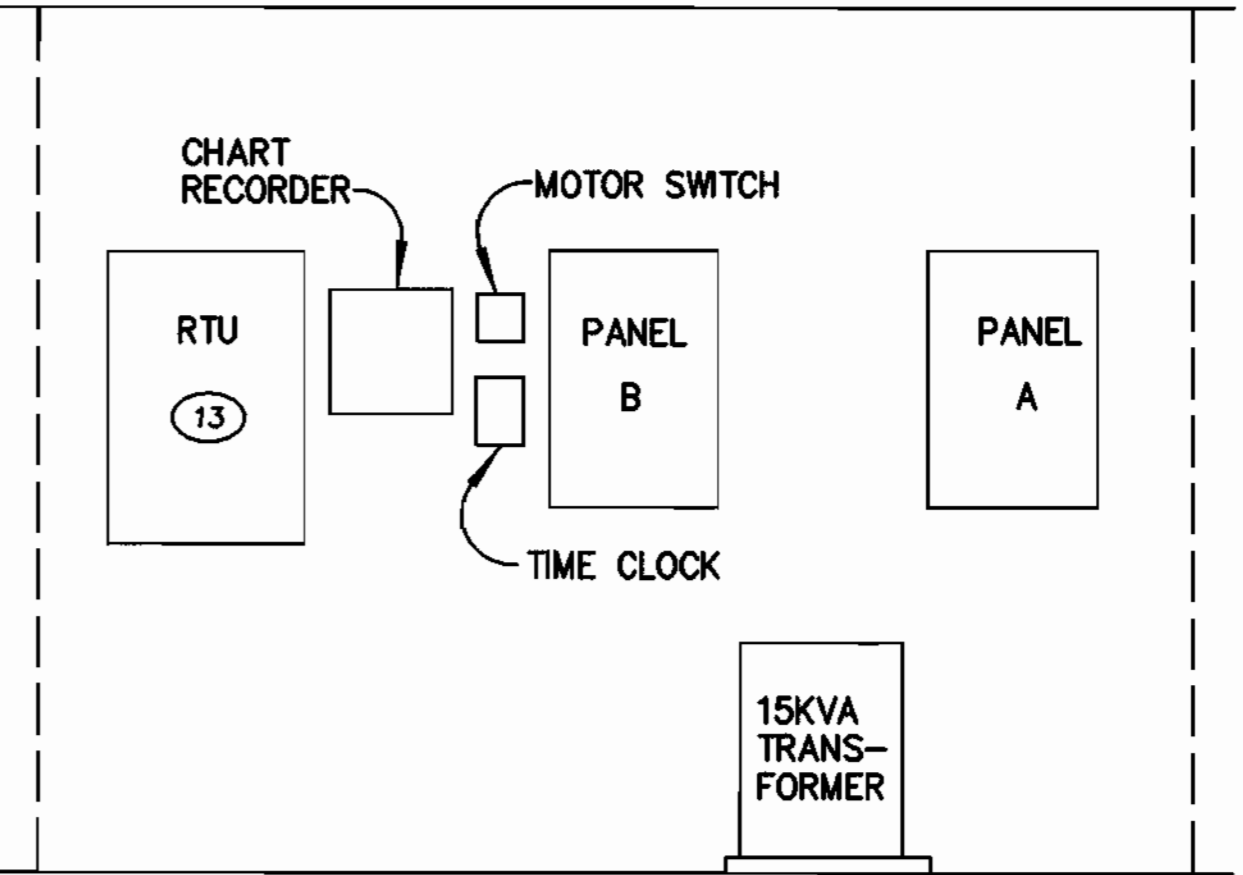 CHART
RECORDER
MOTOR SWITCH
RTU
13
PANEL
B
PANEL
A
TIME CLOCK
15KVA
TRANS-
FORMER